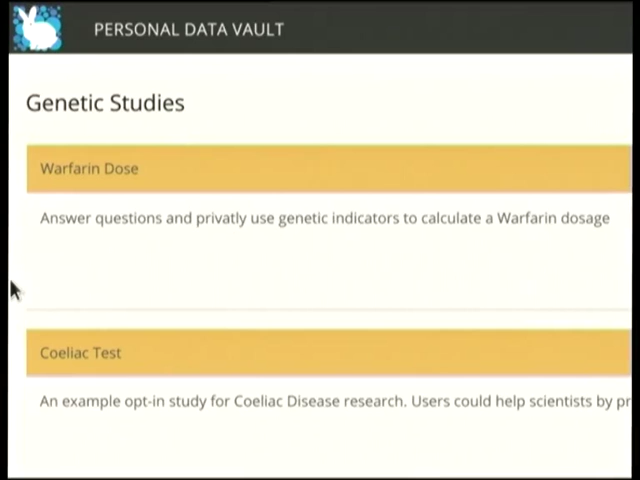 PERSONAL DATA VAULT
Genetic Studies
Warfarin Dose
Answer questions and privatly use genetic indicators to calculate a Warfarin dosage
Coeliac Test
An example opt-in study for Coeliac Disease research. Users could help scientists by pr